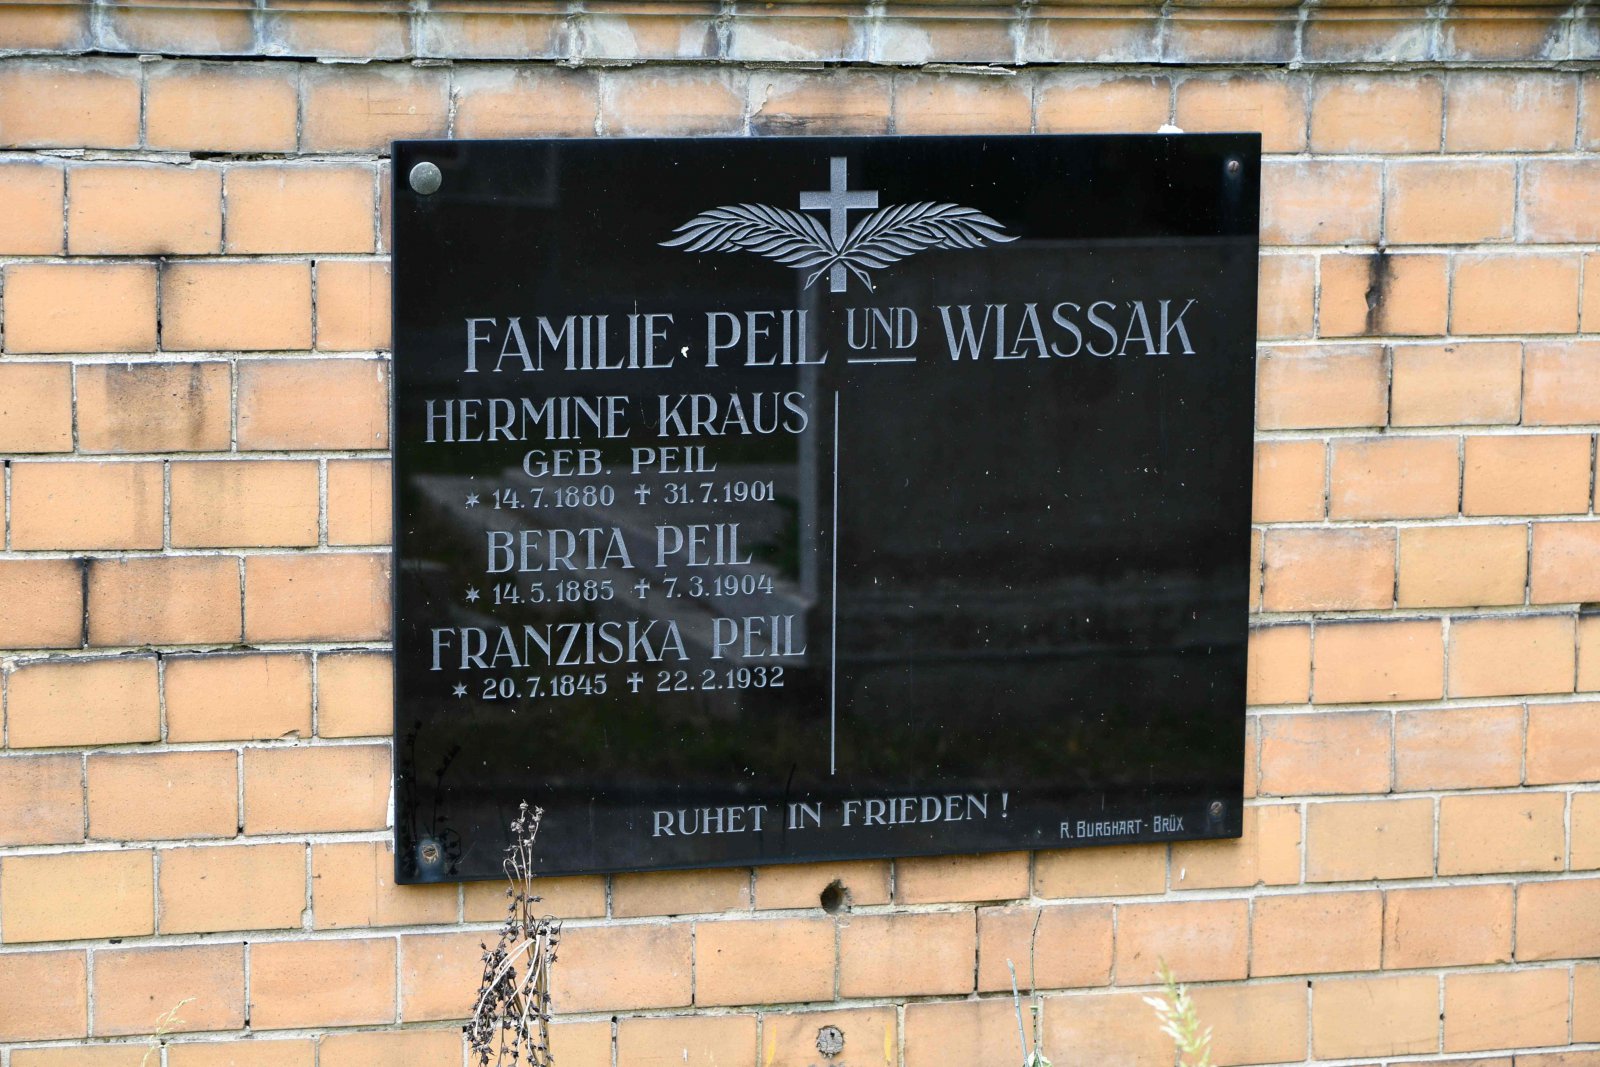 FAMILIE PEIL UND WLASSAK
HERMINE KRAUS
GEB. PEIL
* 14.7.1880 ✝ 31.7.1901
BERTA PEIL
* 14.5.1885 ✝ 7.3.1904
FRANZISKA PEIL
* 20.7.1845 ✝ 22.2.1932
RUHET IN FRIEDEN!
R. BURGHART - BRÜX